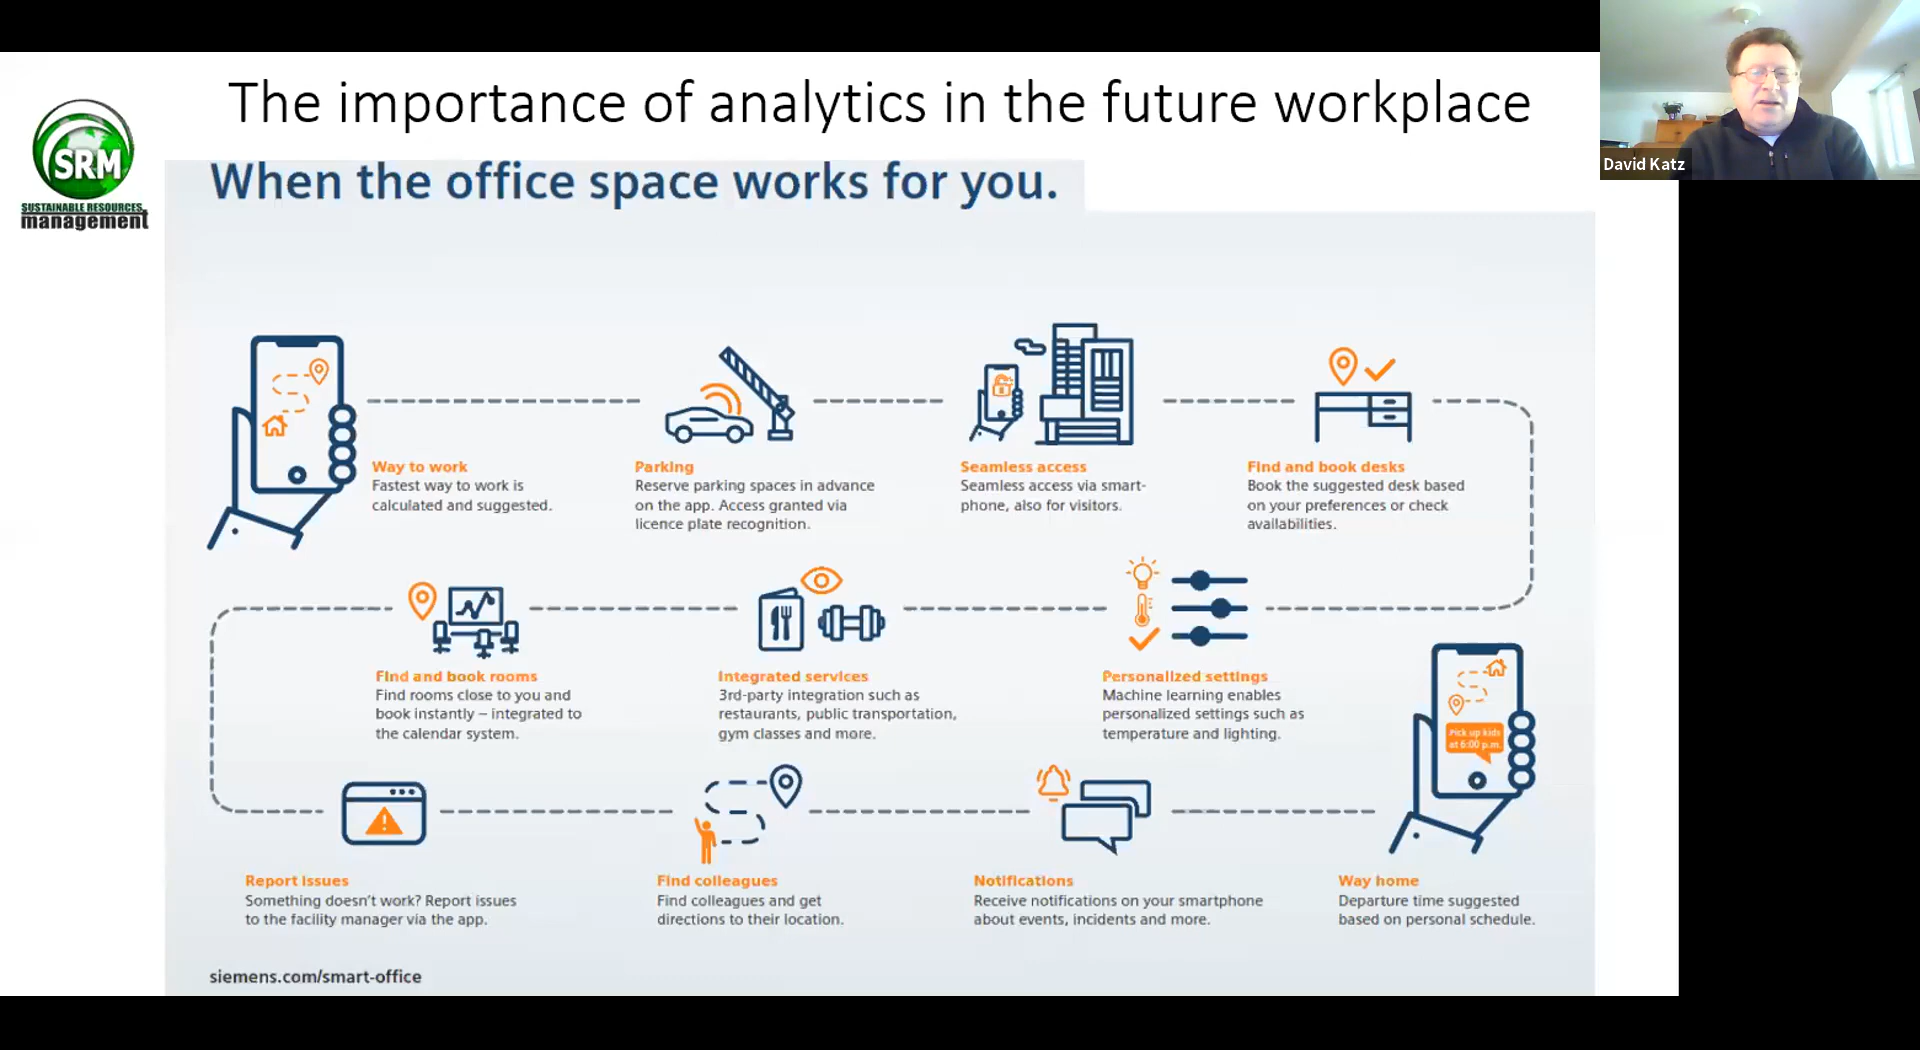 The importance of analytics in the future workplace
David Katz
SRM
SUSTAINABLE RESOURCES
management
When the office space works for you.
Way to work
Fastest way to work is
calculated and suggested.
Parking
Reserve parking spaces in advance
on the app. Access granted via
licence plate recognition.
Seamless access
Seamless access via smart-
phone, also for visitors.
Find and book desks
Book the suggested desk based
on your preferences or check
availabilities.
Find and book rooms
Find rooms close to you and
book instantly – integrated to
the calendar system.
Integrated services
3rd-party integration such as
restaurants, public transportation,
gym classes and more.
Personalized settings
Machine learning enables
personalized settings such as
temperature and lighting.
Pick up kids
at 6:00 p.m.
Report issues
Something doesn't work? Report issues
to the facility manager via the app.
Find colleagues
Find colleagues and get
directions to their location.
Notifications
Receive notifications on your smartphone
about events, incidents and more.
Way home
Departure time suggested
based on personal schedule.
siemens.com/smart-office